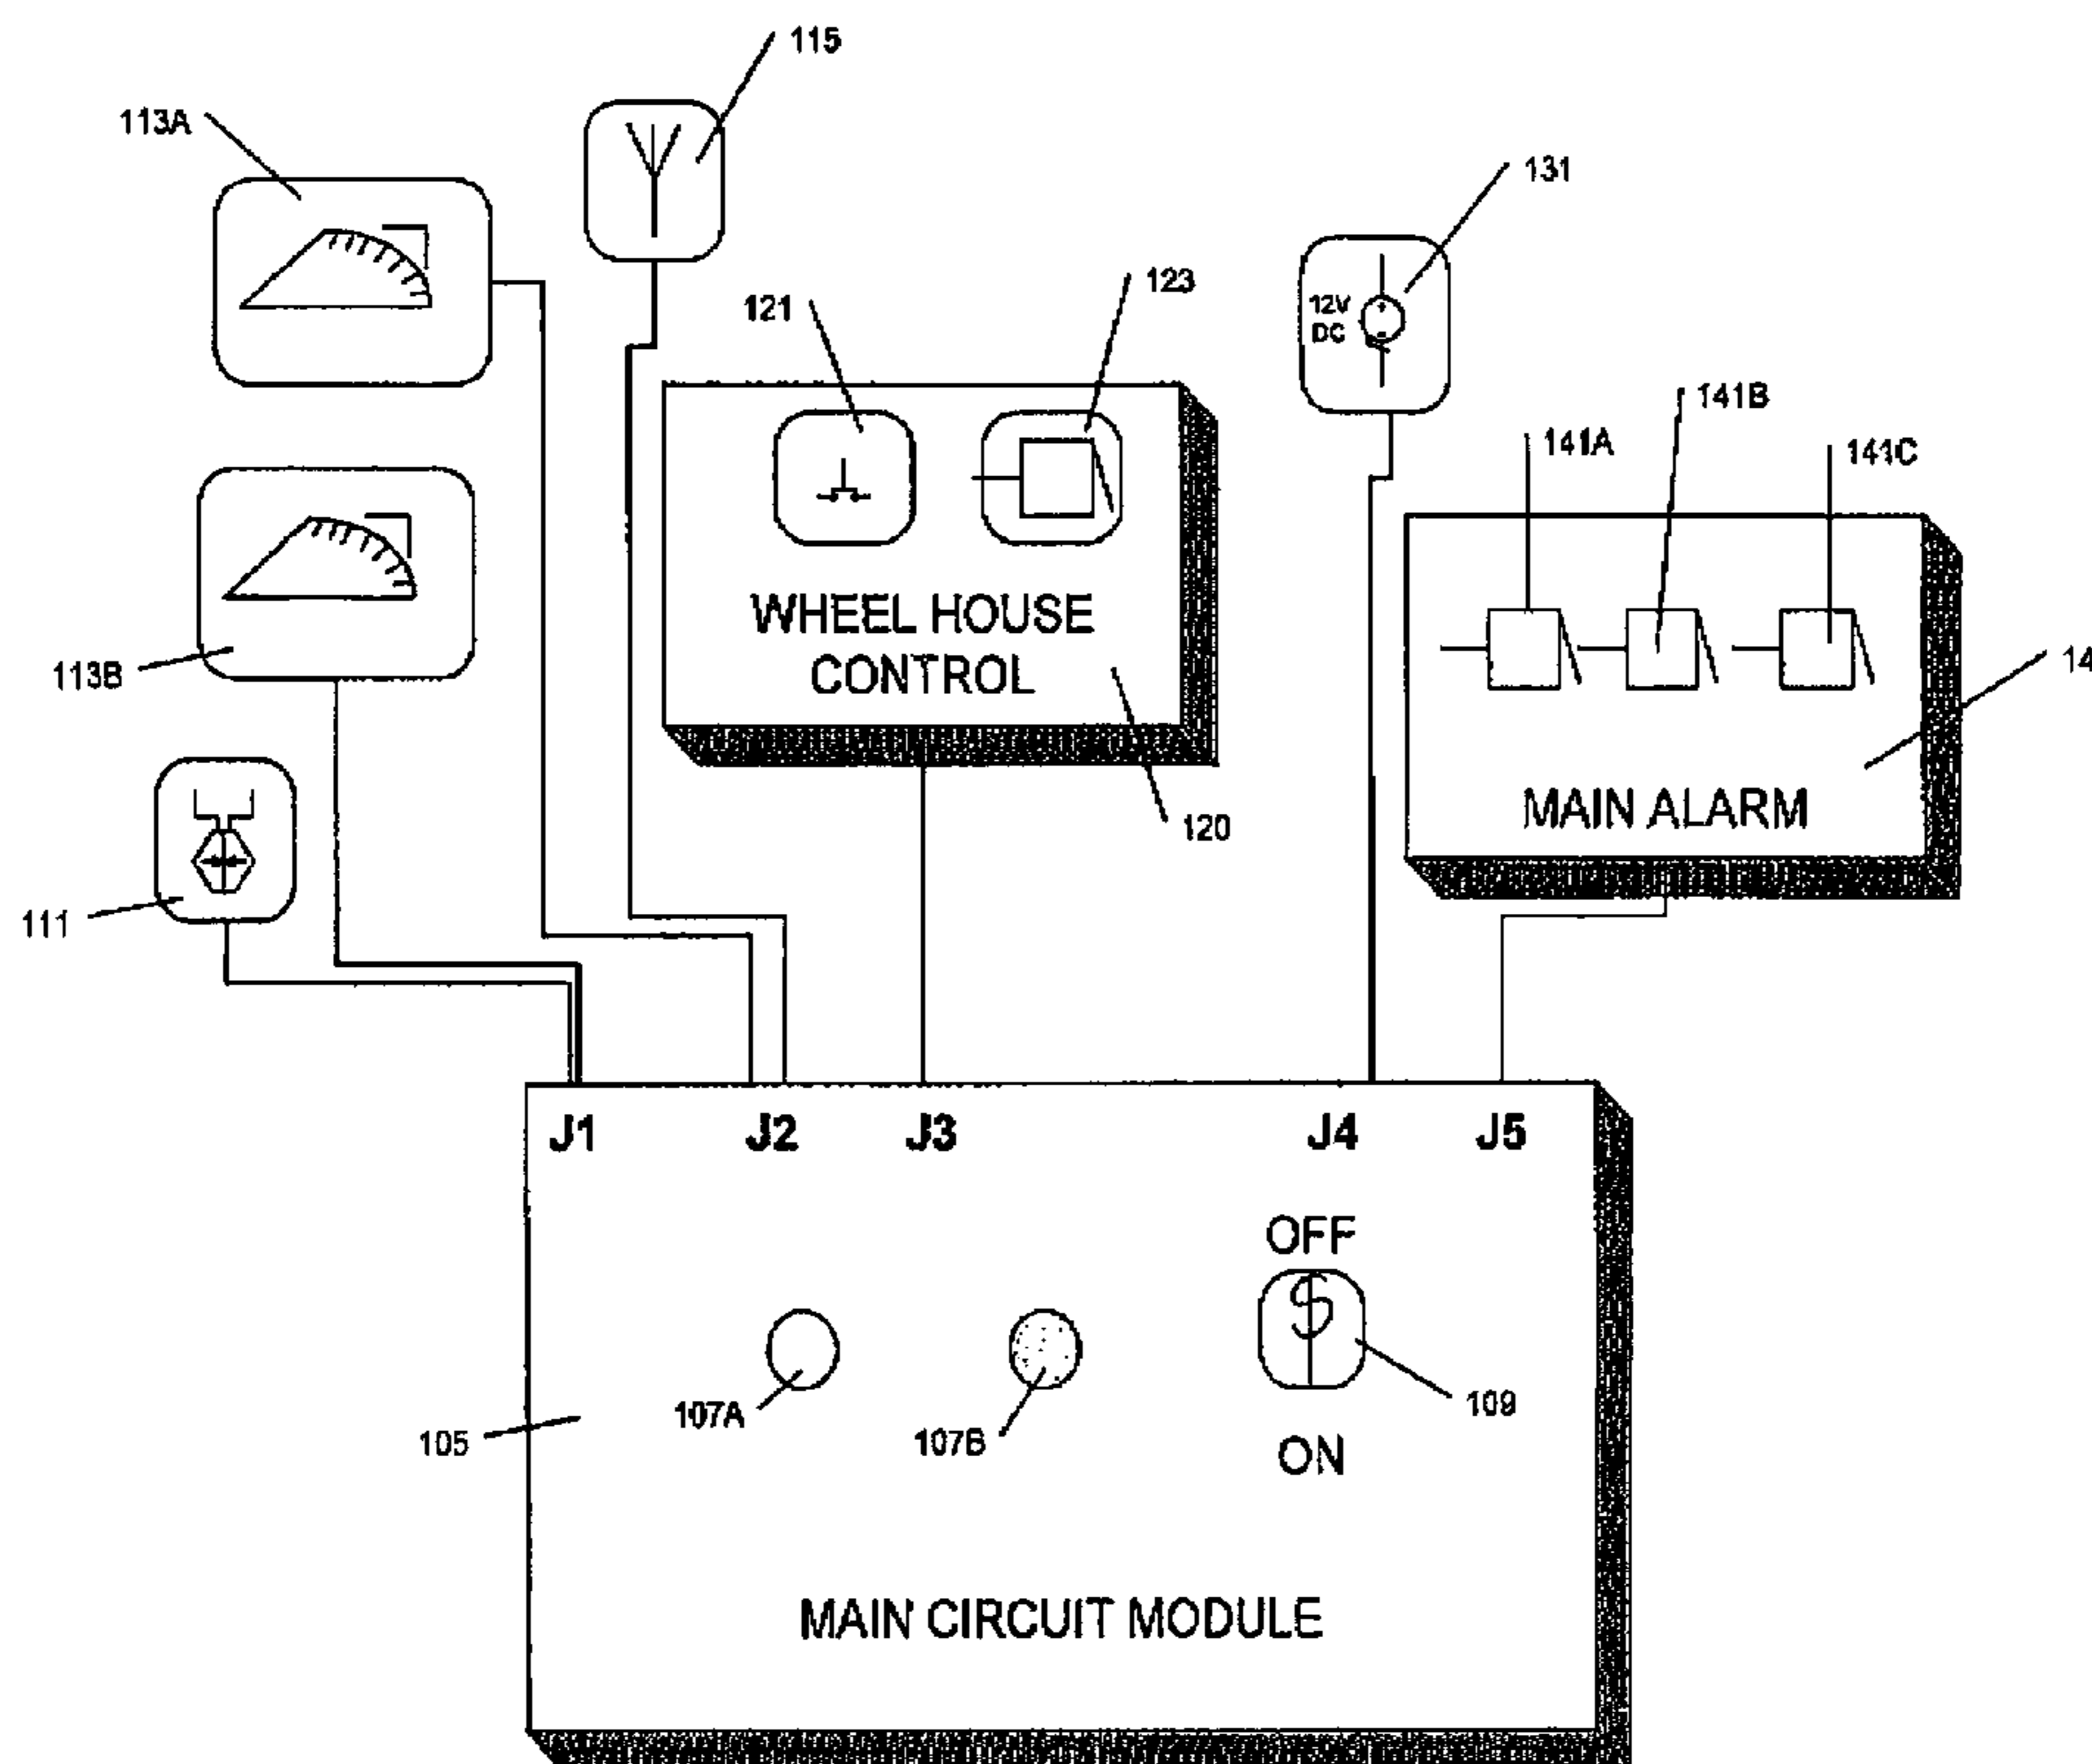 115
113A
131
123
121
12V
DC
141B
141A
141C
WHEEL HOUSE
CONTROL
113B
14
MAIN ALARM
120
111
J1 J2 J3 J4 J5
OFF
109
107A
107B
105
ON
MAIN CIRCUIT MODULE